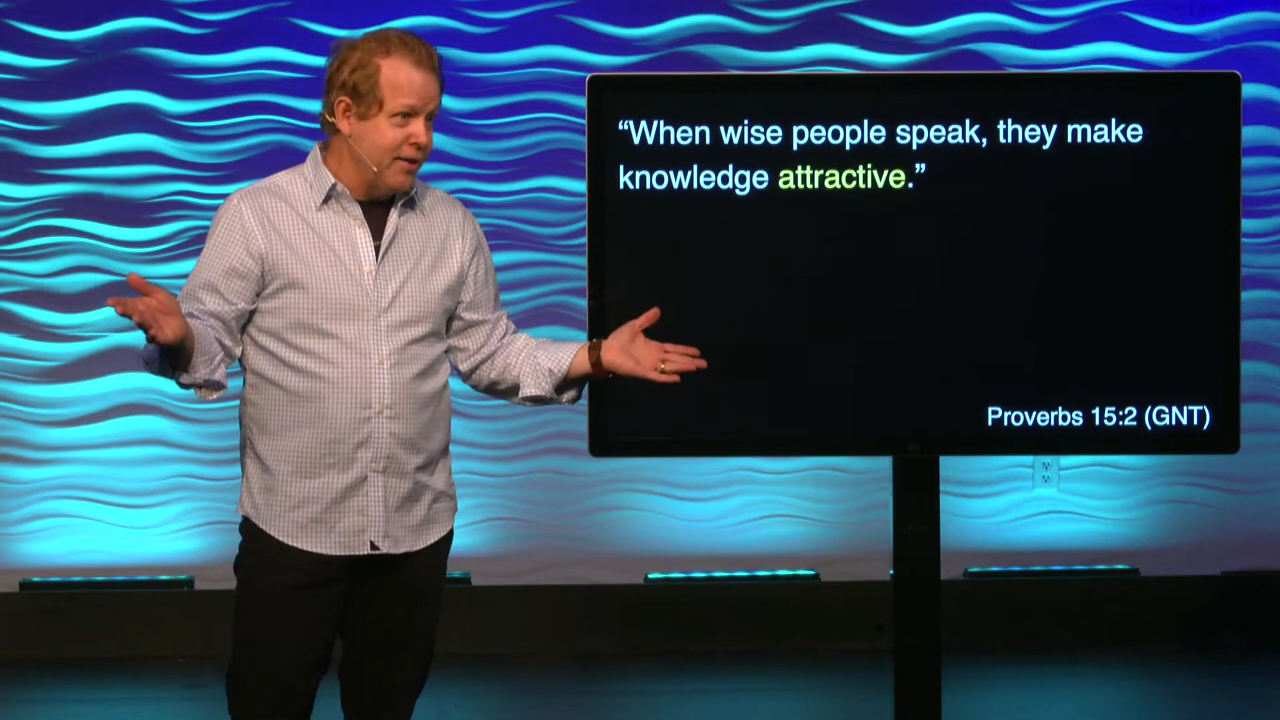 “When wise people speak, they make
knowledge attractive.”
Proverbs 15:2 (GNT)